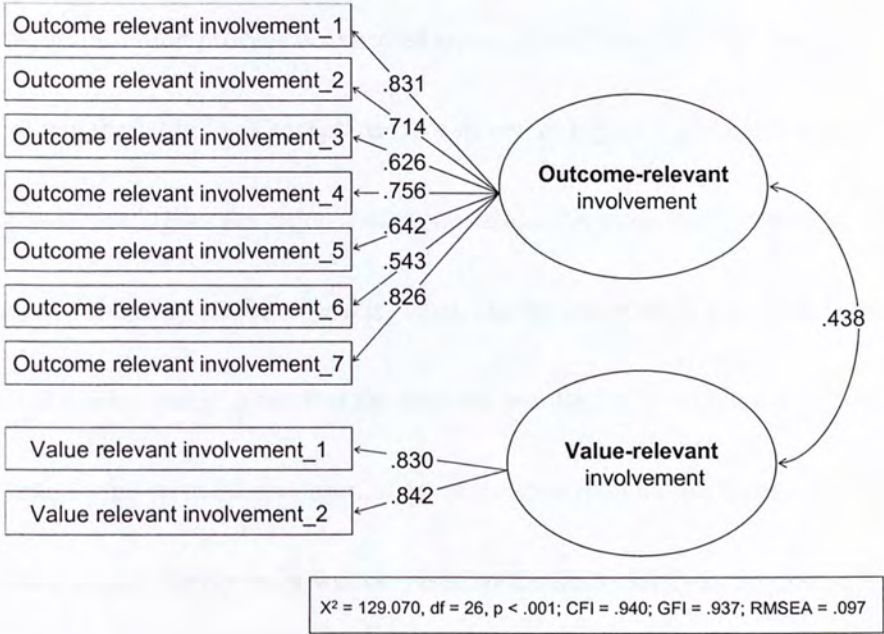 Outcome relevant involvement_1
Outcome relevant involvement_2
Outcome relevant involvement_3
Outcome relevant involvement_4
Outcome relevant involvement_5
Outcome relevant involvement_6
Outcome relevant involvement_7
.831
.714
.626
.756
.642
.543
.826
Outcome-relevant
involvement
.438
Value relevant involvement_1
Value relevant involvement_2
.830
.842
Value-relevant
involvement
X² = 129.070, df = 26, p < .001; CFI = .940; GFI = .937; RMSEA = .097